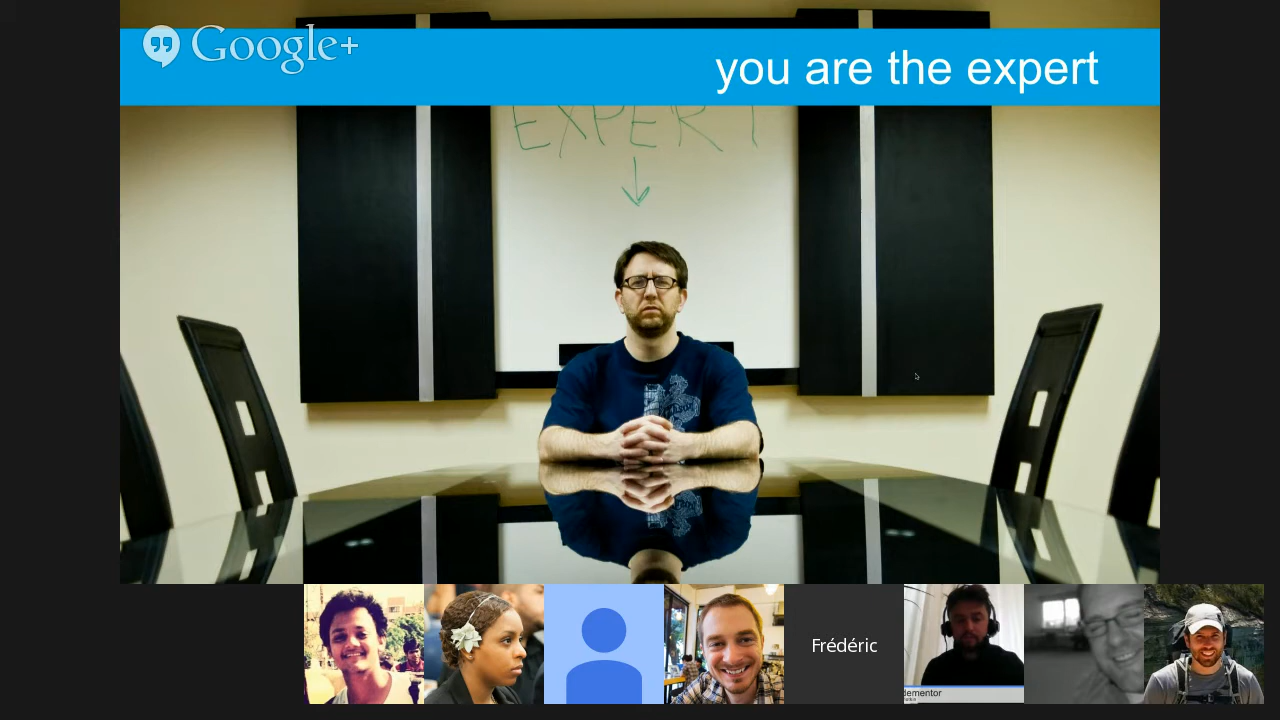 Google+
you are the expert
EXPERT
Frédéric
dementor